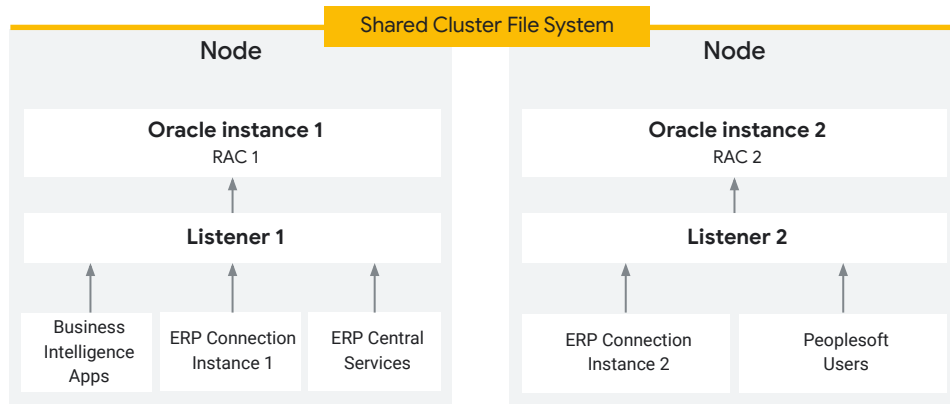 Shared Cluster File System
Node
Oracle instance 1
RAC 1
Listener 1
Business
Intelligence
Apps
ERP Connection
Instance 1
ERP Central
Services
Node
Oracle instance 2
RAC 2
Listener 2
ERP Connection
Instance 2
Peoplesoft
Users